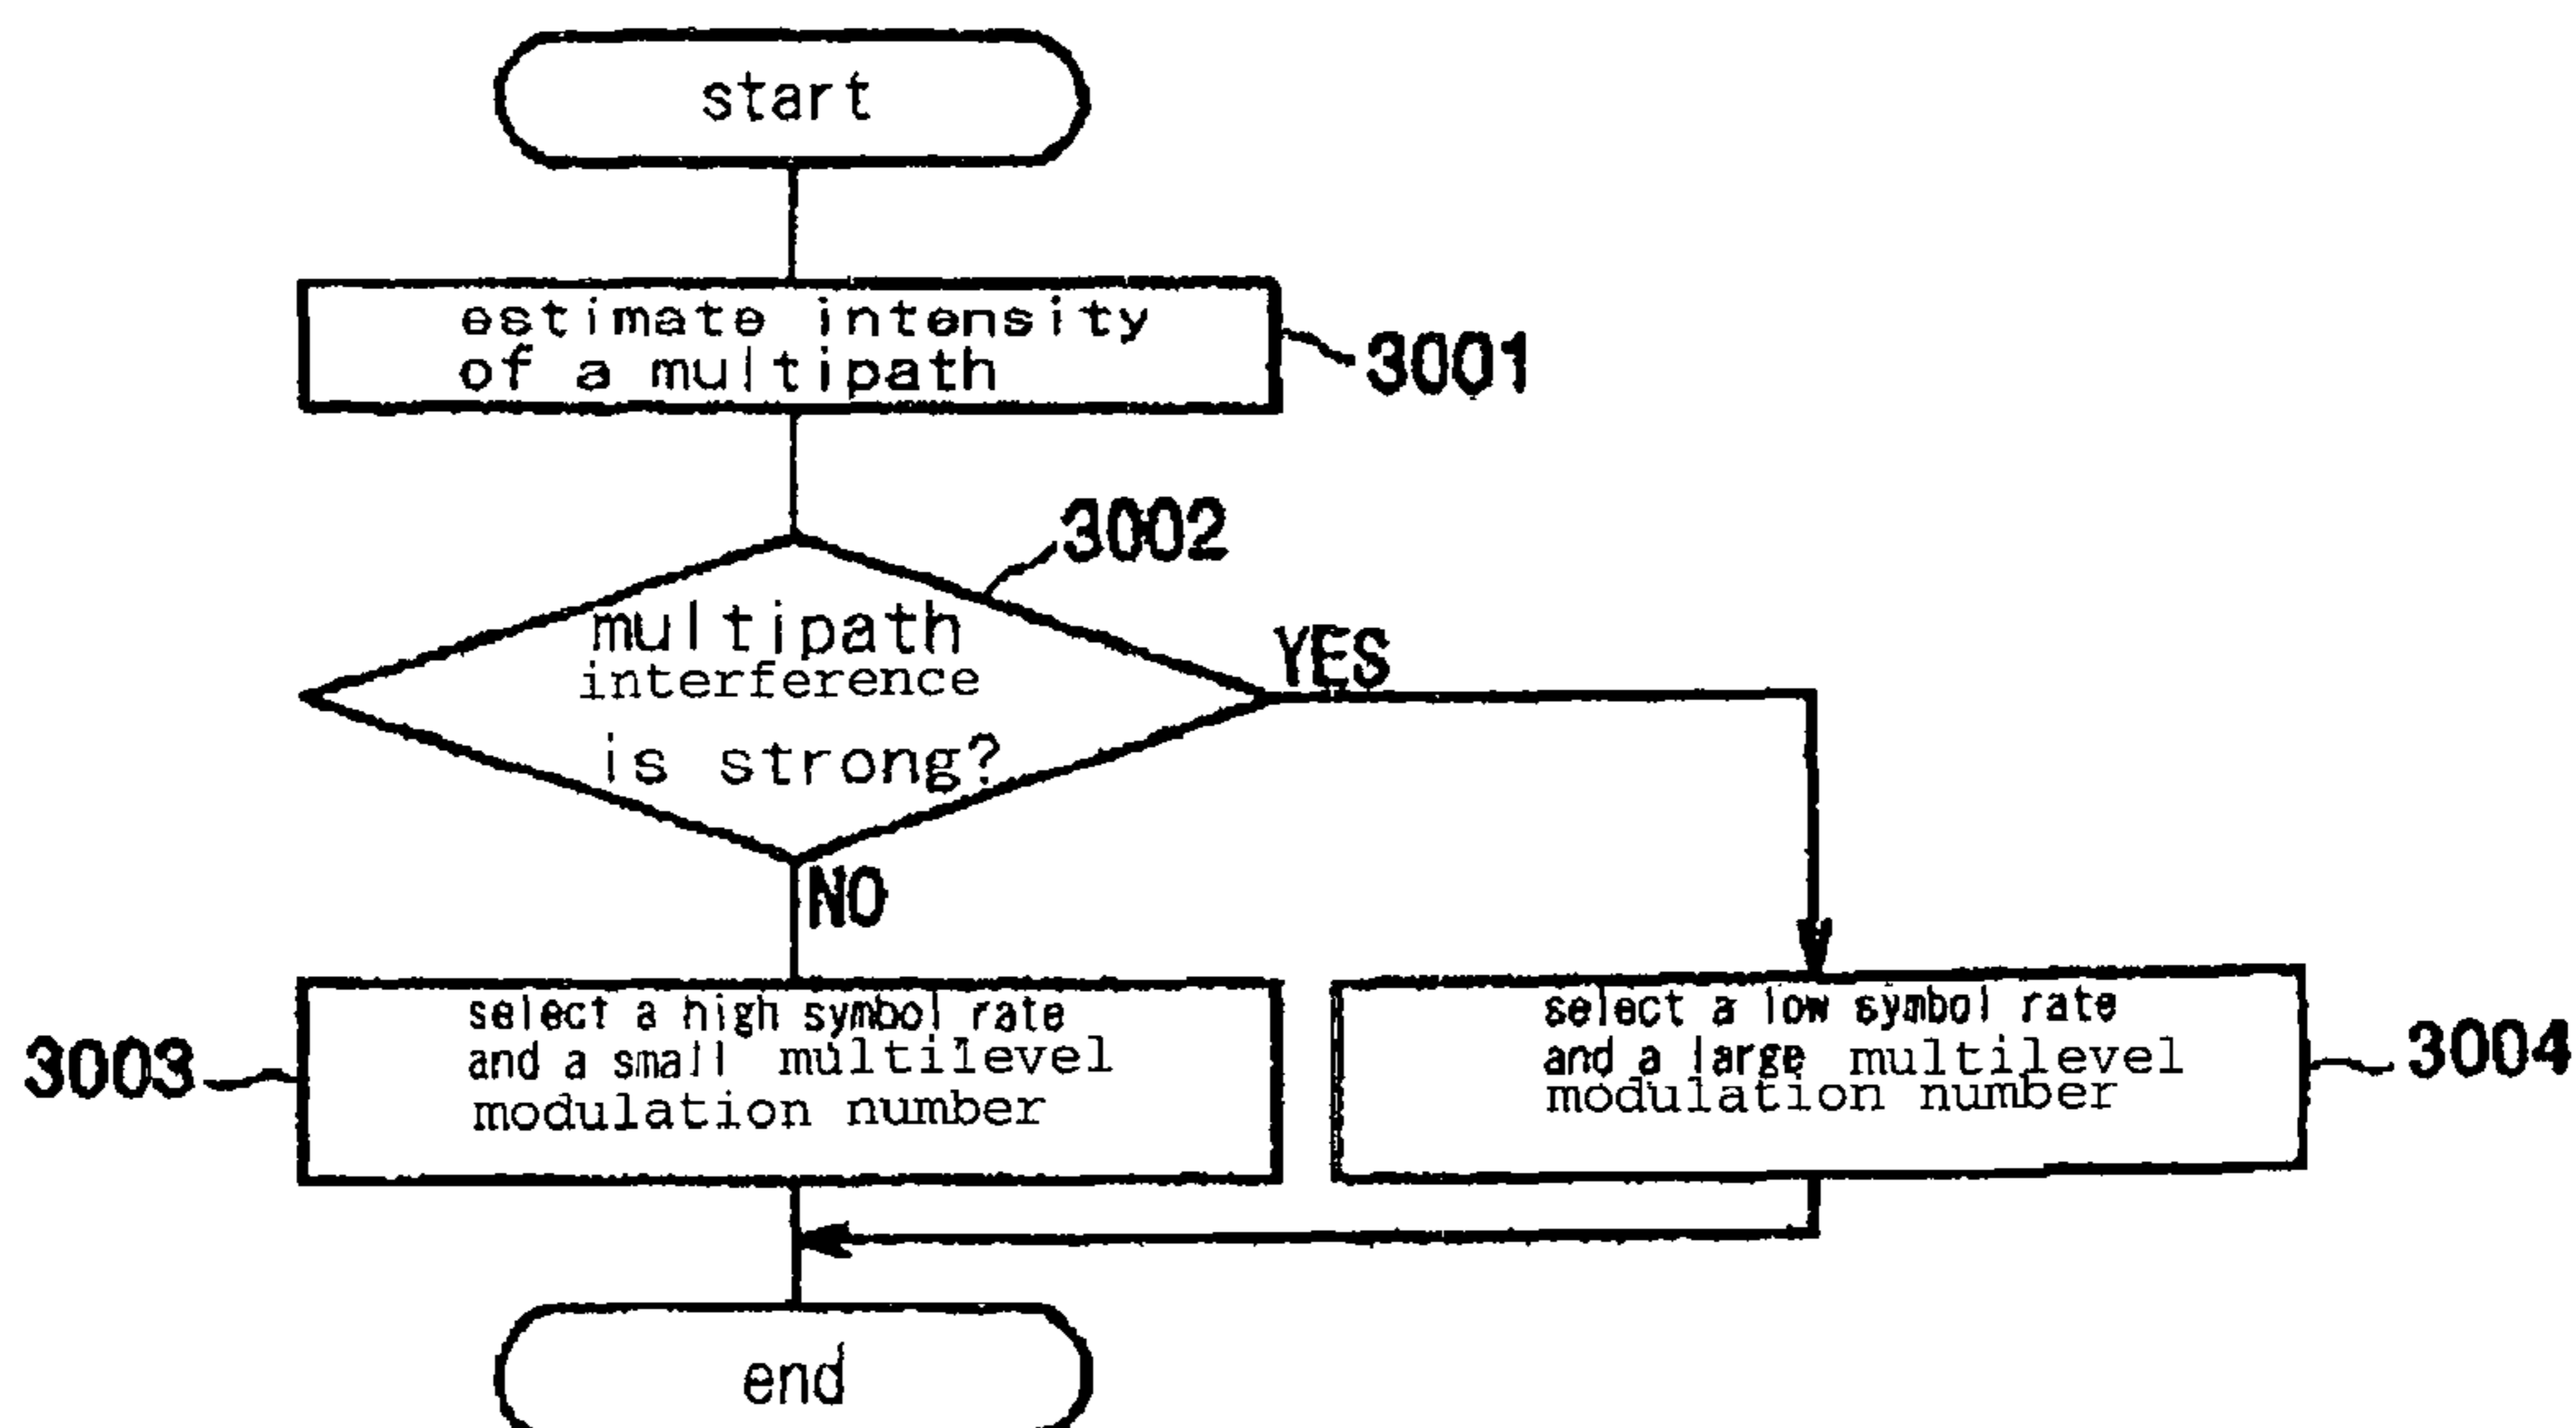 start
estimate intensity
of a multipath
3001
3002
multipath
interference
is strong?
YES
NO
3003
select a high symbol rate
and a small multilevel
modulation number
select a low symbol rate
and a large multilevel
modulation number
3004
end